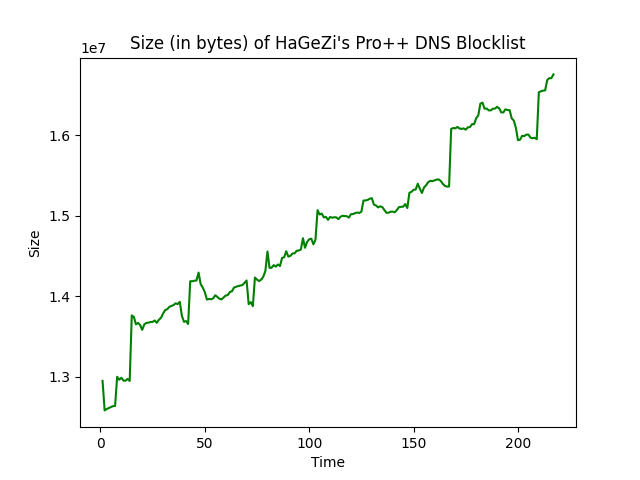 Size (in bytes) of HaGeZi's Pro++ DNS Blocklist
1e7
1.6
1.5
1.4
1.3
Size
0 50 100 150 200
Time